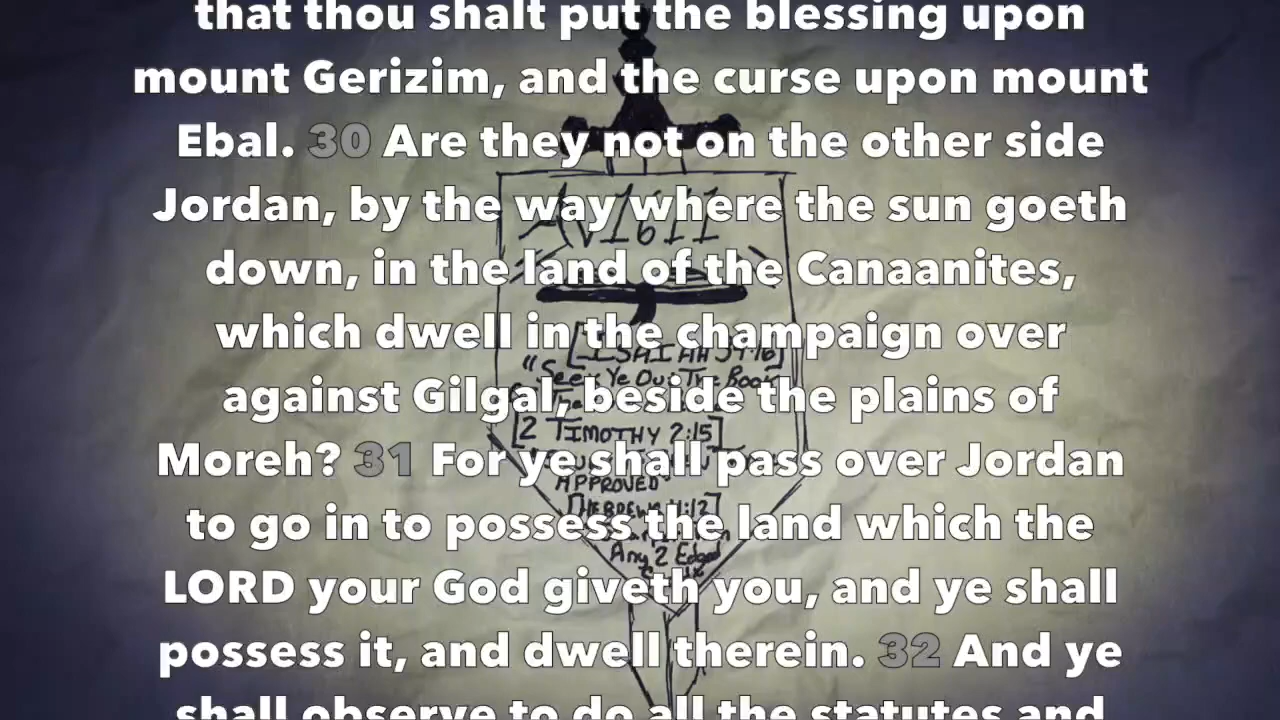 that thou shalt put the blessing upon
mount Gerizim, and the curse upon mount
Ebal. 30 Are they not on the other side
Jordan, by the way where the sun goeth
down, in the land of the Canaanites,
which dwell in the champaign over
against Gilgal, beside the plains of
Moreh? 31 For ye shall pass over Jordan
to go in to possess the land which the
LORD your God giveth you, and ye shall
possess it, and dwell therein. 32 And ye
shall observe to do all the statutes and
AV1611
[ISAIAH 34:16]
"Seek Ye Out The Book
[2 TIMOTHY 2:15]
APPROVED"
[HEBREWS 4:12]
Any 2 Edged